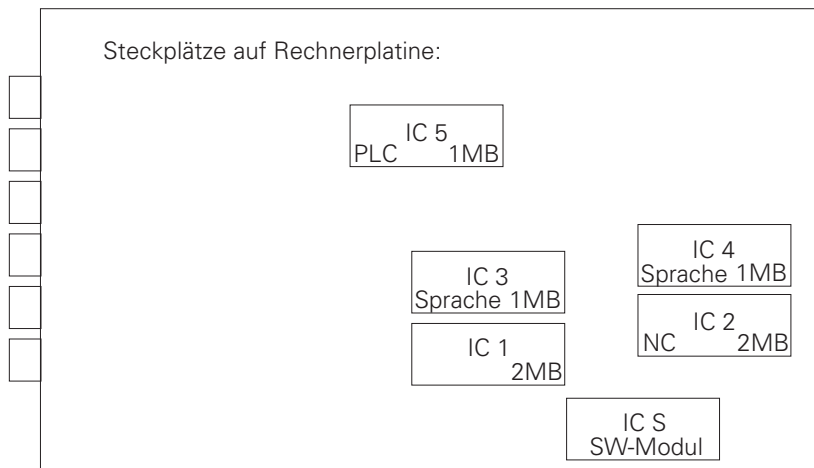 Steckplätze auf Rechnerplatine:
IC 5
PLC 1MB
IC 3
Sprache 1MB
IC 4
Sprache 1MB
IC 1
2MB
IC 2
NC 2MB
IC S
SW-Modul